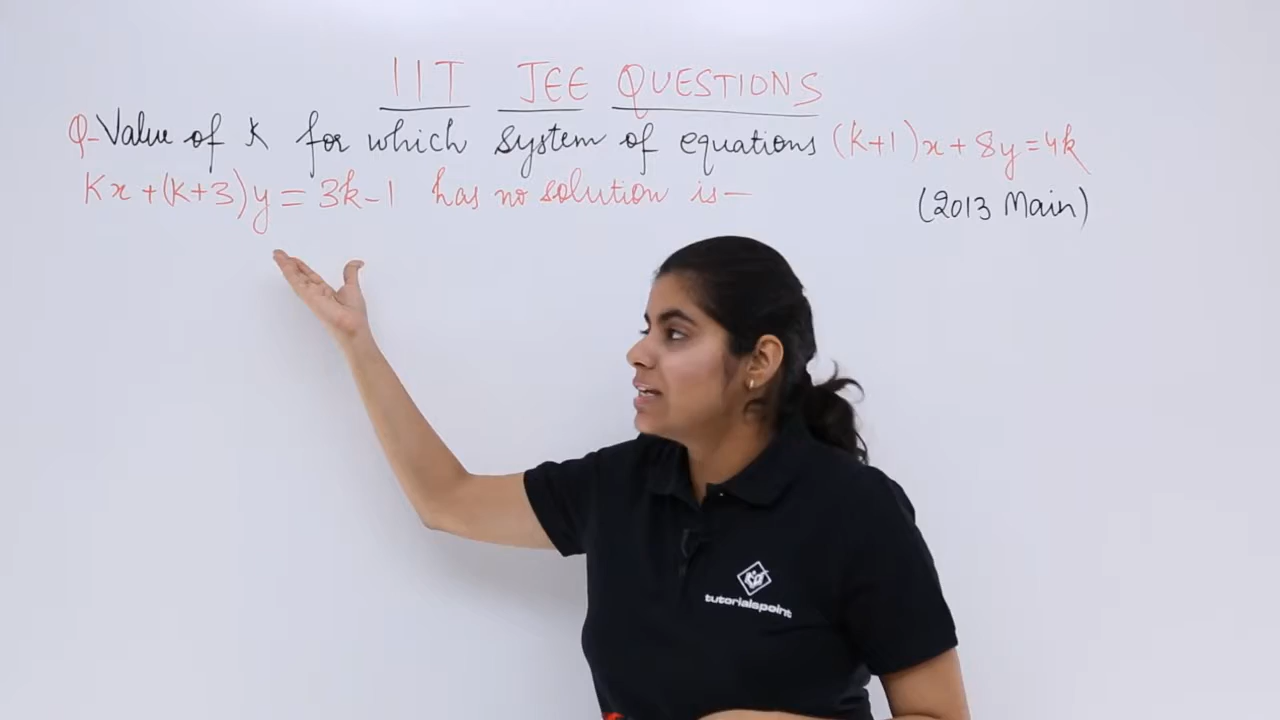 IIT JEE QUESTIONS
Q-Value of K for which system of equations (k+1)x + 8y = 4k
Kx + (k+3)y = 3k-1 has no solution is —
(2013 Main)
tutorialspoint